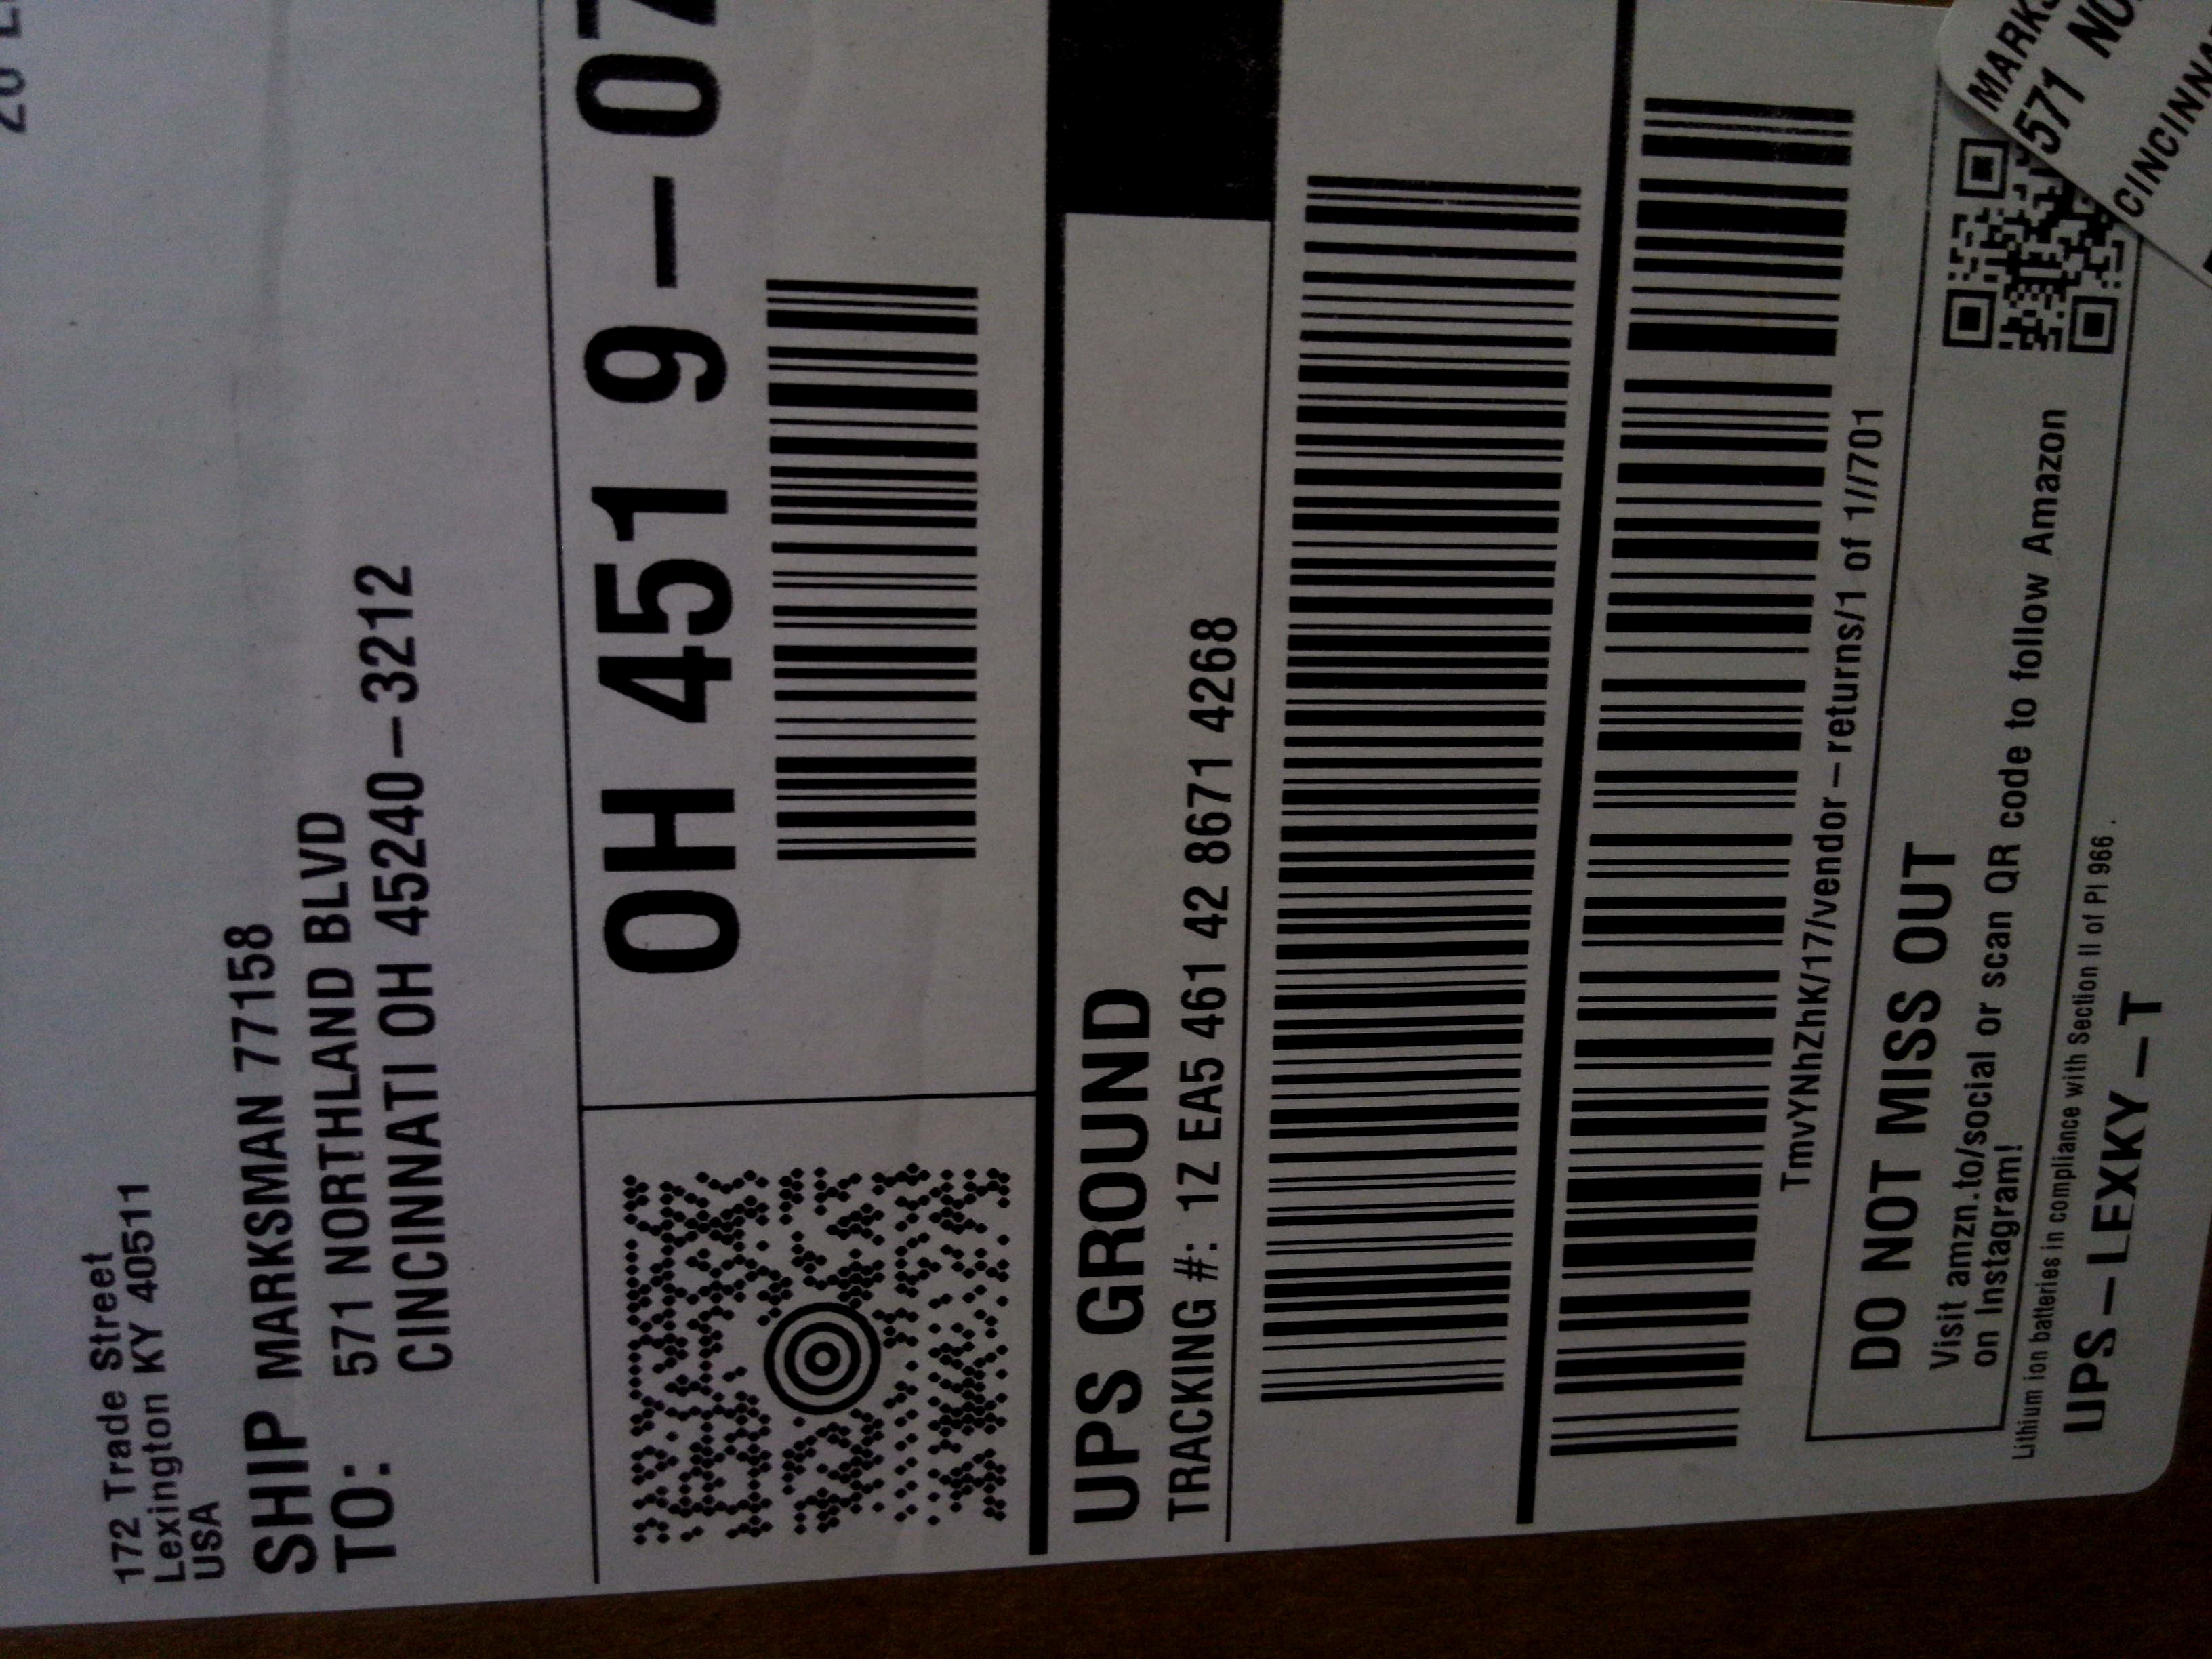 172 Trade Street
Lexington KY 40511
USA
SHIP MARKSMAN 77158
TO: 571 NORTHLAND BLVD
CINCINNATI OH 45240-3212
OH 451 9-07
UPS GROUND
TRACKING #: 1Z EA5 461 42 8671 4268
TmvYNhZhK/17/vendor-returns/1 of 1//701
DO NOT MISS OUT
Visit amzn.to/social or scan QR code to follow Amazon
on Instagram!
Lithium ion batteries in compliance with Section II of PI 966 .
UPS-LEXKY-T
571